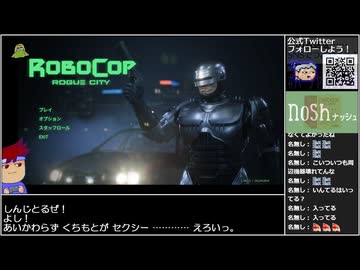 ROBOCOP
ROGUE CITY
プレイ
オプション
スタッフロール
EXIT
しんじとるぜ！
よし！
あいかわらず くちもとが セクシー ………… えろいっ。
公式Twitter
フォローしよう！
nosh ナッシュ
なくてよかったね
名無し：
名無し：
名無し：こいついつも周
辺機器壊れてんな
名無し：
名無し：いんてるはいっ
てる？
名無し：入ってる
名無し：入ってる
名無し：